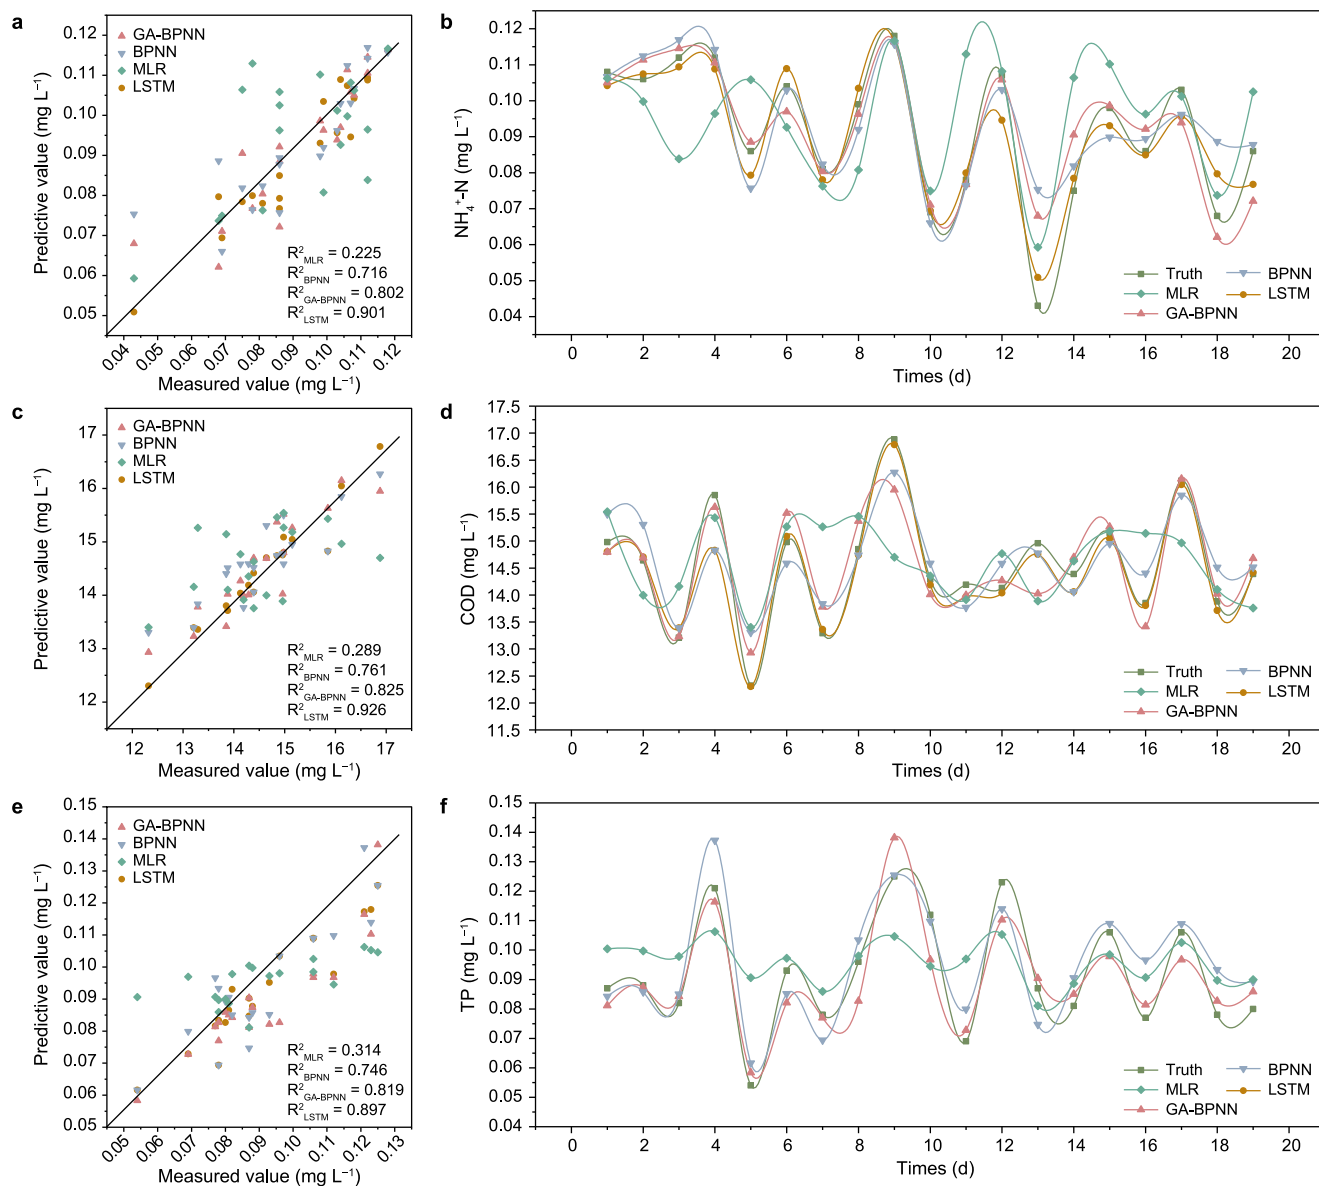 a
GA-BPNN
BPNN
MLR
LSTM
Predictive value (mg L⁻¹)
0.12
0.11
0.10
0.09
0.08
0.07
0.06
0.05
R²MLR = 0.225
R²BPNN = 0.716
R²GA-BPNN = 0.802
R²LSTM = 0.901
0.04 0.05 0.06 0.07 0.08 0.09 0.10 0.11 0.12
Measured value (mg L⁻¹)
b
NH₄⁺-N (mg L⁻¹)
0.12
0.11
0.10
0.09
0.08
0.07
0.06
0.05
0.04
Truth
MLR
GA-BPNN
BPNN
LSTM
0 2 4 6 8 10 12 14 16 18 20
Times (d)
c
GA-BPNN
BPNN
MLR
LSTM
Predictive value (mg L⁻¹)
17
16
15
14
13
12
R²MLR = 0.289
R²BPNN = 0.761
R²GA-BPNN = 0.825
R²LSTM = 0.926
12 13 14 15 16 17
Measured value (mg L⁻¹)
d
COD (mg L⁻¹)
17.5
17.0
16.5
16.0
15.5
15.0
14.5
14.0
13.5
13.0
12.5
12.0
11.5
Truth
MLR
GA-BPNN
BPNN
LSTM
0 2 4 6 8 10 12 14 16 18 20
Times (d)
e
GA-BPNN
BPNN
MLR
LSTM
Predictive value (mg L⁻¹)
0.15
0.14
0.13
0.12
0.11
0.10
0.09
0.08
0.07
0.06
0.05
R²MLR = 0.314
R²BPNN = 0.746
R²GA-BPNN = 0.819
R²LSTM = 0.897
0.05 0.06 0.07 0.08 0.09 0.10 0.11 0.12 0.13
Measured value (mg L⁻¹)
f
TP (mg L⁻¹)
0.15
0.14
0.13
0.12
0.11
0.10
0.09
0.08
0.07
0.06
0.05
0.04
Truth
MLR
GA-BPNN
BPNN
LSTM
0 2 4 6 8 10 12 14 16 18 20
Times (d)